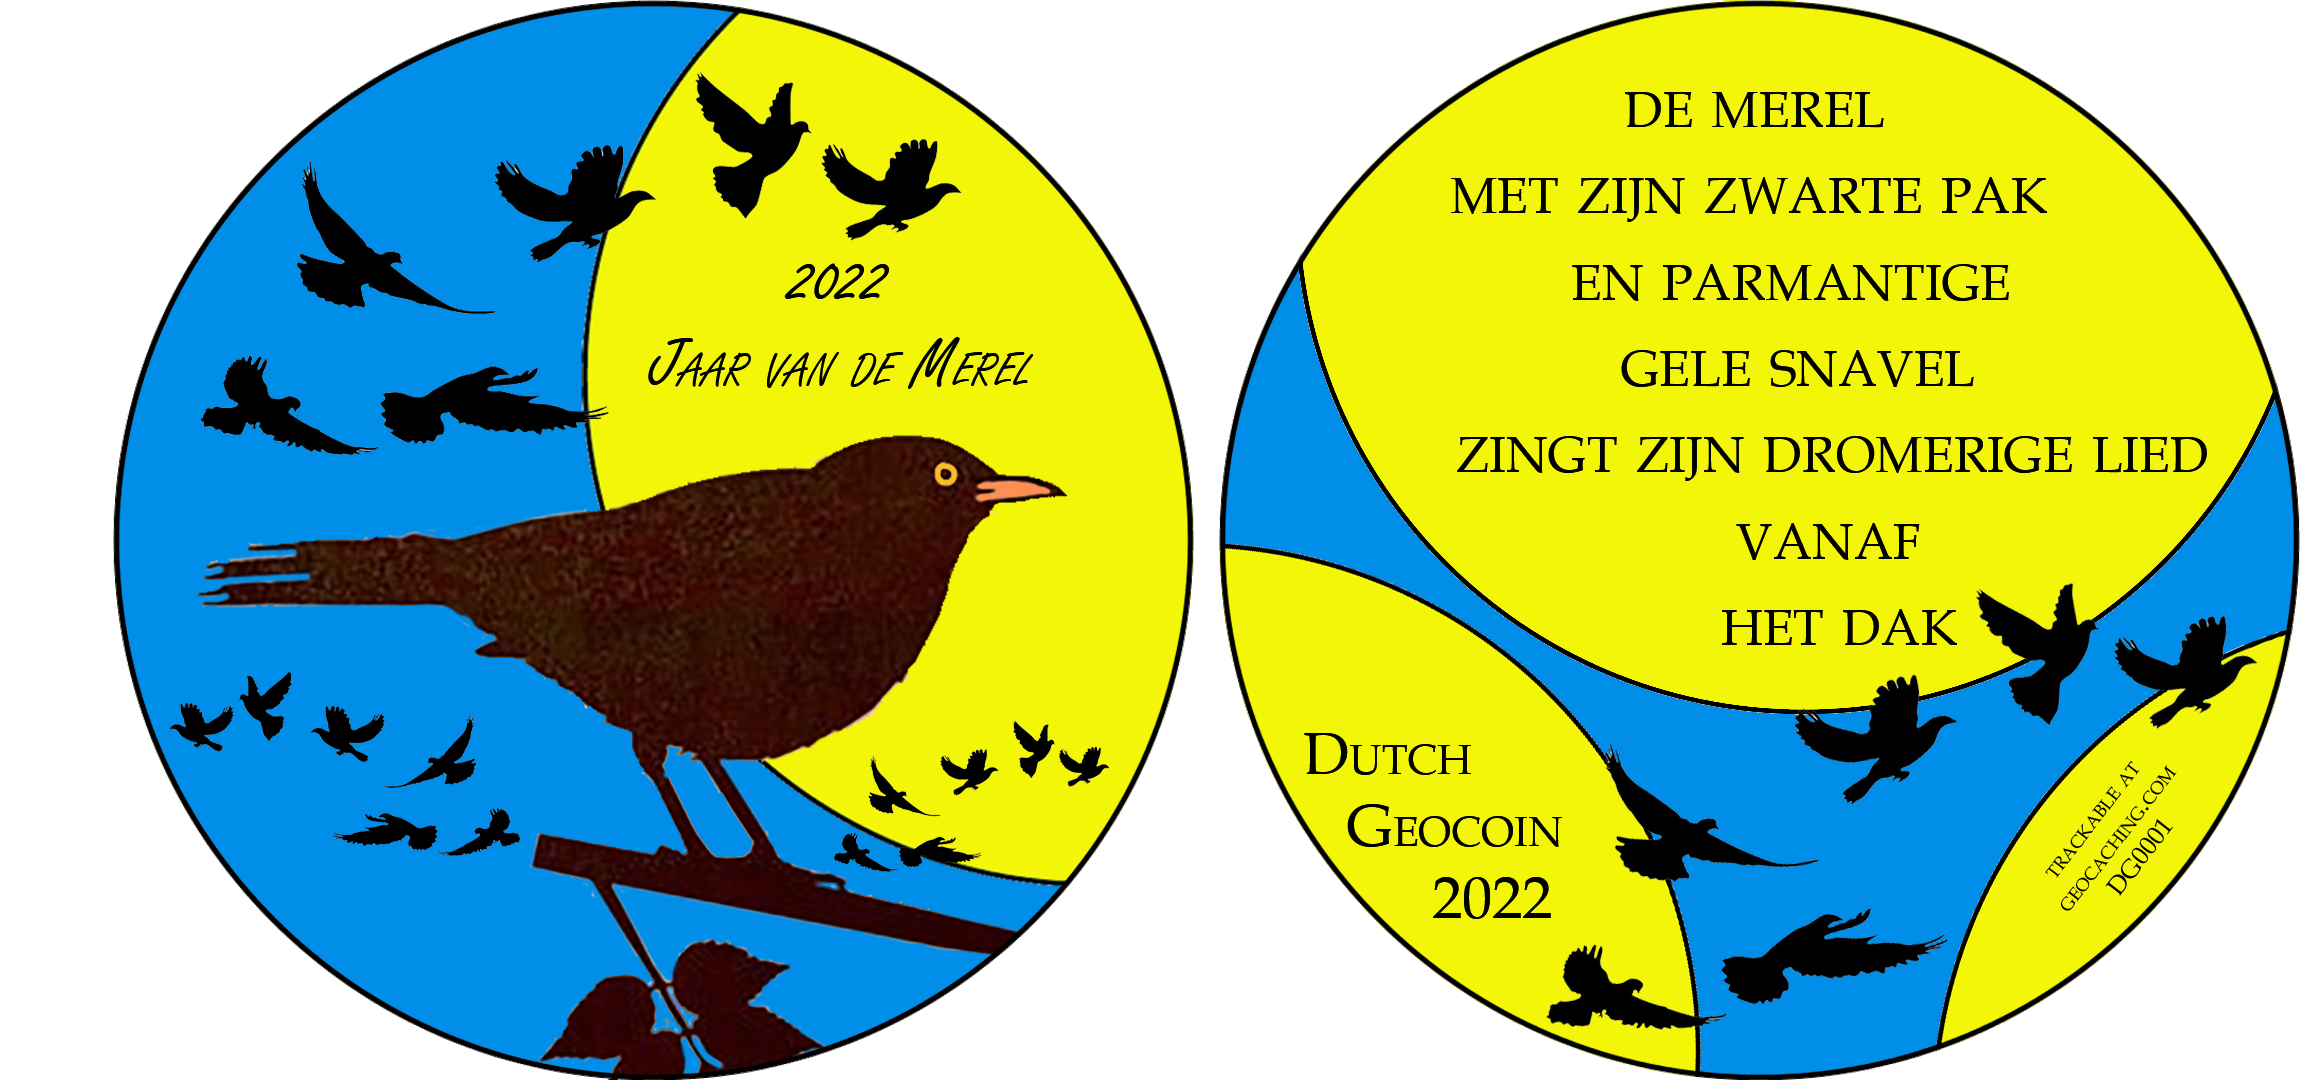 2022
Jaar van de Merel
DE MEREL
MET ZIJN ZWARTE PAK
EN PARMANTIGE
GELE SNAVEL
ZINGT ZIJN DROMERIGE LIED
VANAF
HET DAK
Dutch
Geocoin
2022
TRACKABLE AT
GEOCACHING.COM
DG0001